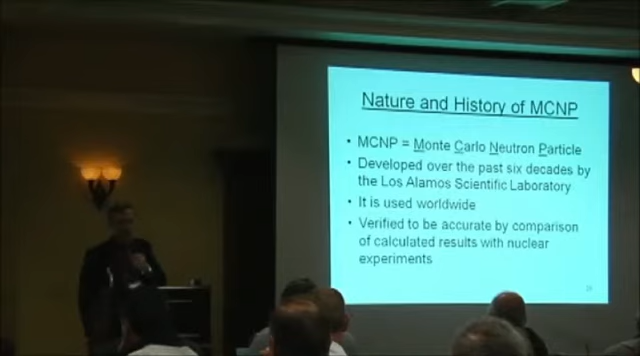 Nature and History of MCNP
• MCNP = Monte Carlo Neutron Particle
• Developed over the past six decades by
the Los Alamos Scientific Laboratory
• It is used worldwide
• Verified to be accurate by comparison
of calculated results with nuclear
experiments